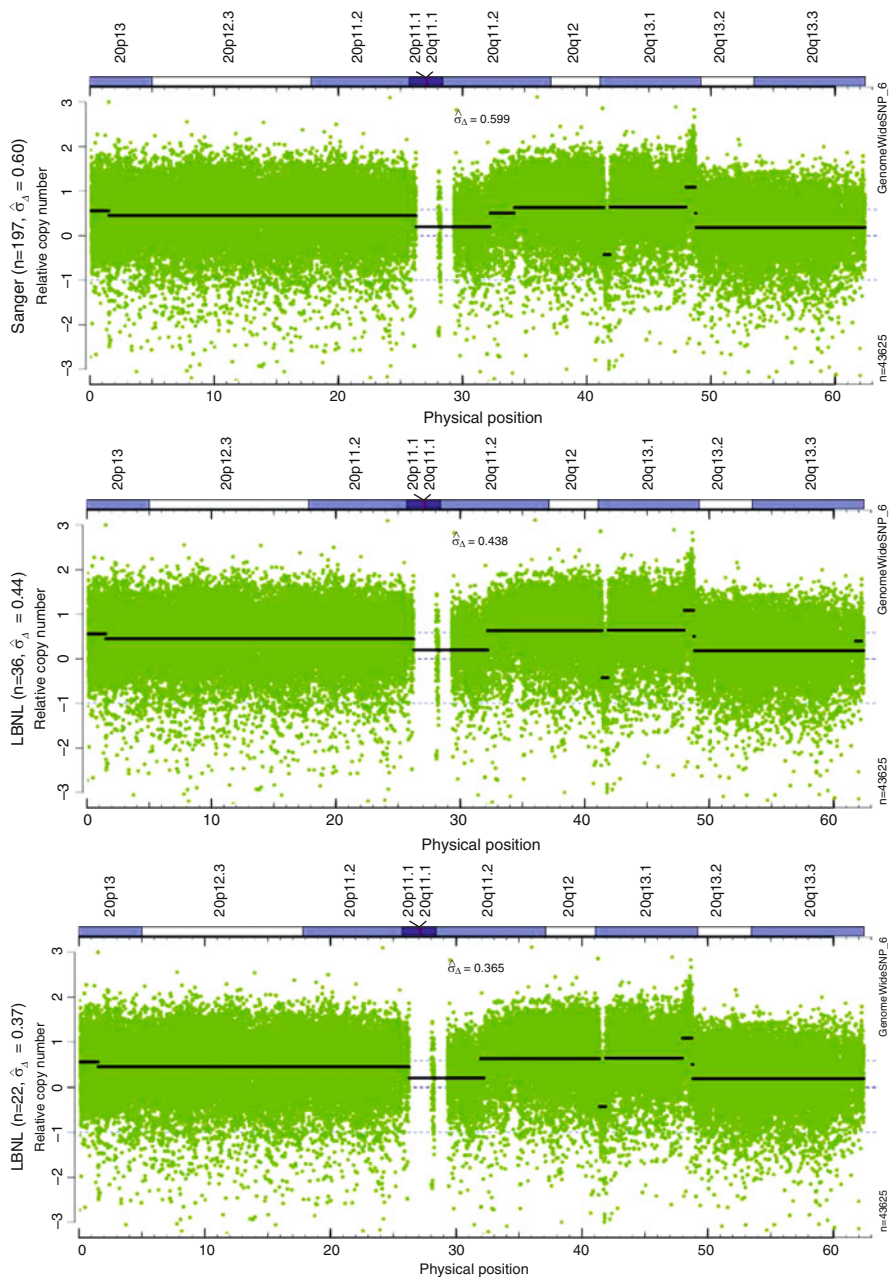 20p13
20p12.3
20p11.2
20p11.1
20q11.1
20q11.2
20q12
20q13.1
20q13.2
20q13.3
Sanger (n=197, σ̂Δ = 0.60)
Relative copy number
3
2
1
0
−1
−2
−3
σ̂Δ = 0.599
GenomeWideSNP_6
n=43625
0
10
20
30
40
50
60
Physical position
20p13
20p12.3
20p11.2
20p11.1
20q11.1
20q11.2
20q12
20q13.1
20q13.2
20q13.3
LBNL (n=36, σ̂Δ = 0.44)
Relative copy number
3
2
1
0
−1
−2
−3
σ̂Δ = 0.438
GenomeWideSNP_6
n=43625
0
10
20
30
40
50
60
Physical position
20p13
20p12.3
20p11.2
20p11.1
20q11.1
20q11.2
20q12
20q13.1
20q13.2
20q13.3
LBNL (n=22, σ̂Δ = 0.37)
Relative copy number
3
2
1
0
−1
−2
−3
σ̂Δ = 0.365
GenomeWideSNP_6
n=43625
0
10
20
30
40
50
60
Physical position